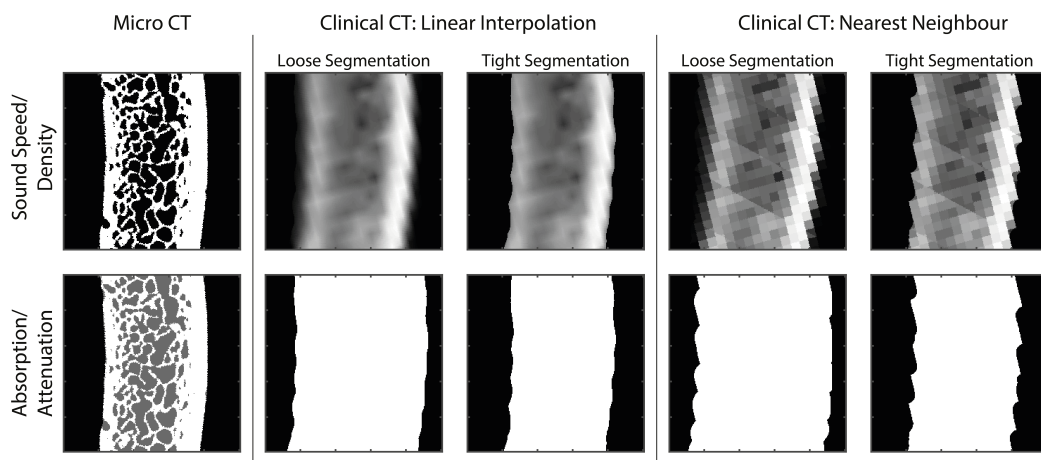 Micro CT
Clinical CT: Linear Interpolation
Clinical CT: Nearest Neighbour
Loose Segmentation
Tight Segmentation
Loose Segmentation
Tight Segmentation
Sound Speed/
Density
Absorption/
Attenuation